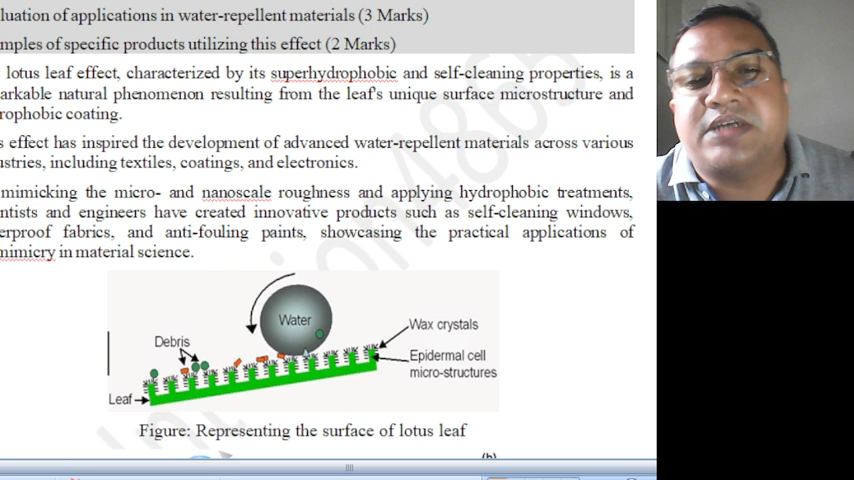 luation of applications in water-repellent materials (3 Marks)
mples of specific products utilizing this effect (2 Marks)
lotus leaf effect, characterized by its superhydrophobic and self-cleaning properties, is a
arkable natural phenomenon resulting from the leaf's unique surface microstructure and
rophobic coating.
s effect has inspired the development of advanced water-repellent materials across various
ustries, including textiles, coatings, and electronics.
mimicking the micro- and nanoscale roughness and applying hydrophobic treatments,
entists and engineers have created innovative products such as self-cleaning windows,
erproof fabrics, and anti-fouling paints, showcasing the practical applications of
mimicry in material science.
Water
Debris
Wax crystals
Epidermal cell
micro-structures
Leaf
Figure: Representing the surface of lotus leaf